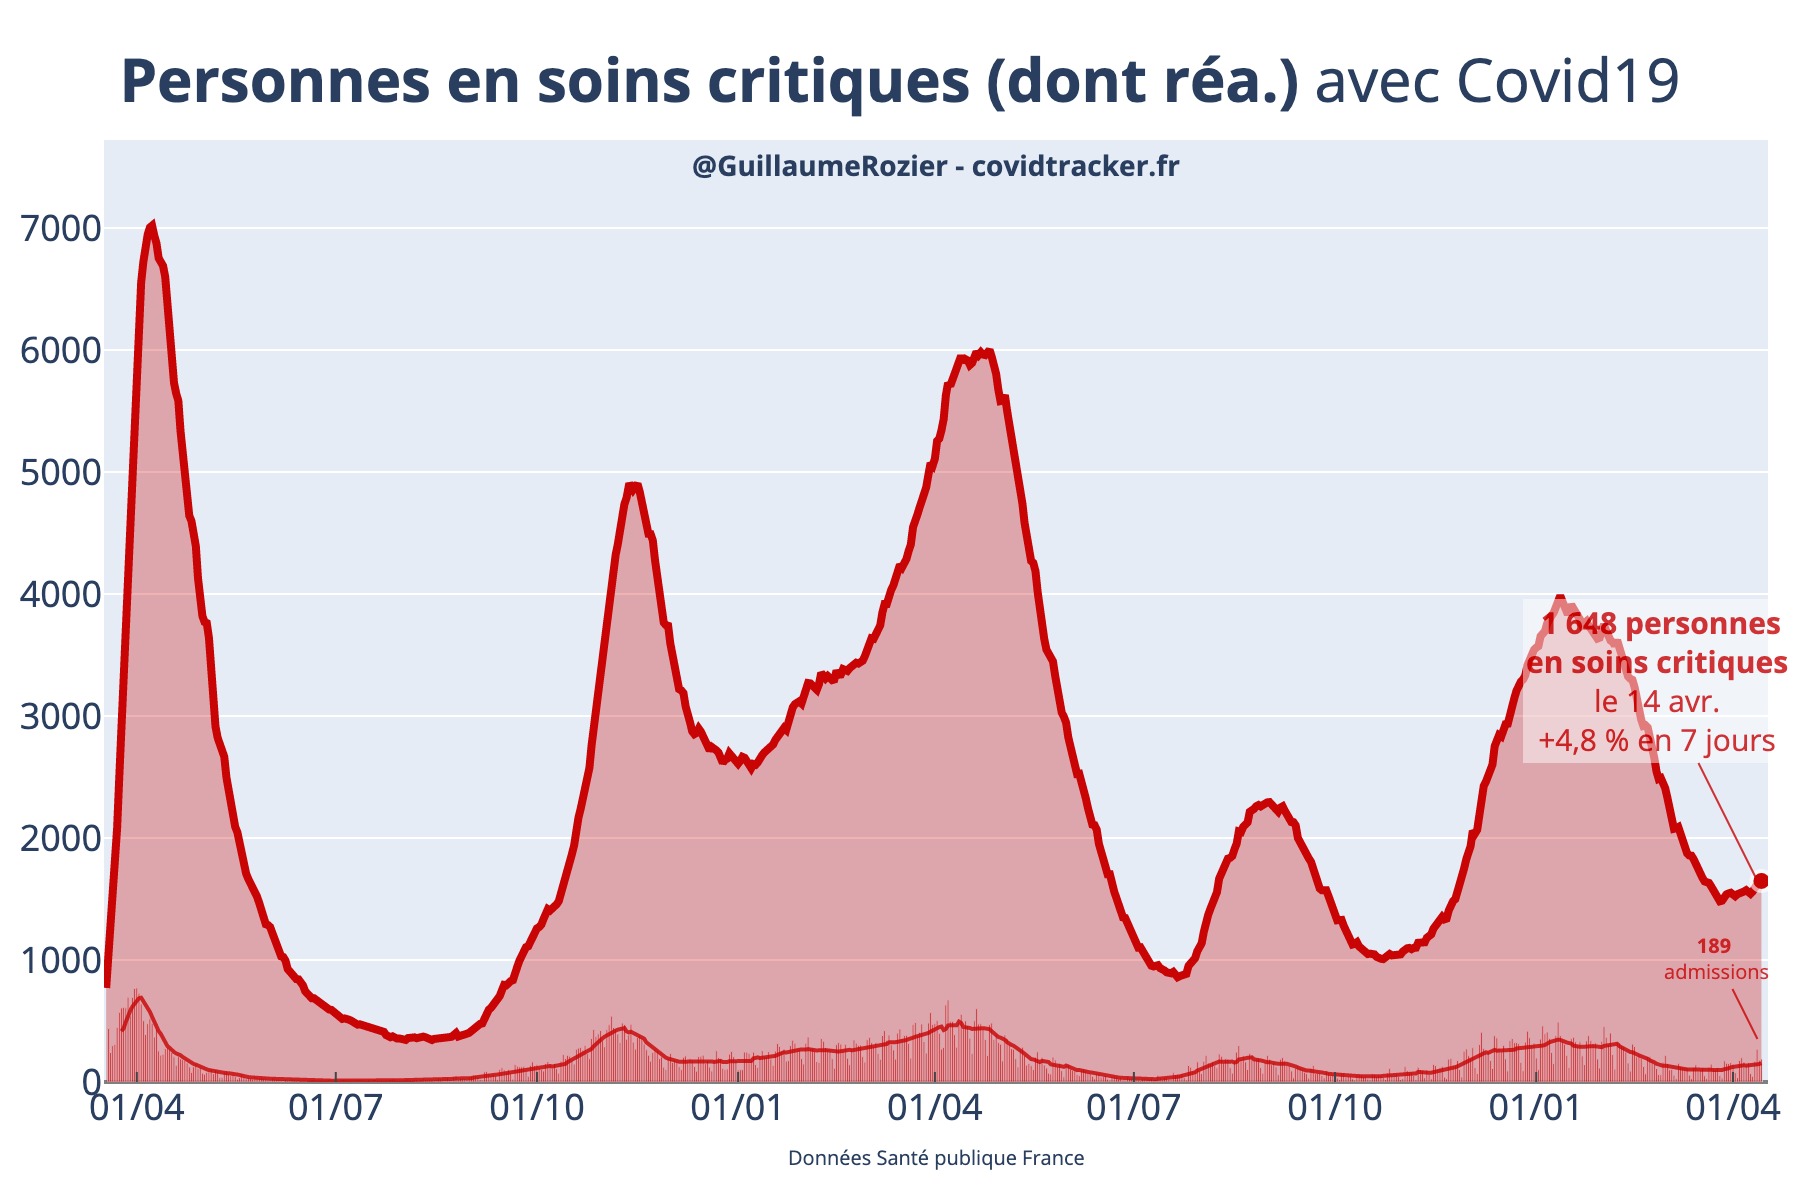 Personnes en soins critiques (dont réa.) avec Covid19
@GuillaumeRozier - covidtracker.fr
7000
6000
5000
4000
3000
2000
1000
0
1 648 personnes
en soins critiques
le 14 avr.
+4,8 % en 7 jours
189
admissions
01/04 01/07 01/10 01/01 01/04 01/07 01/10 01/01 01/04
Données Santé publique France